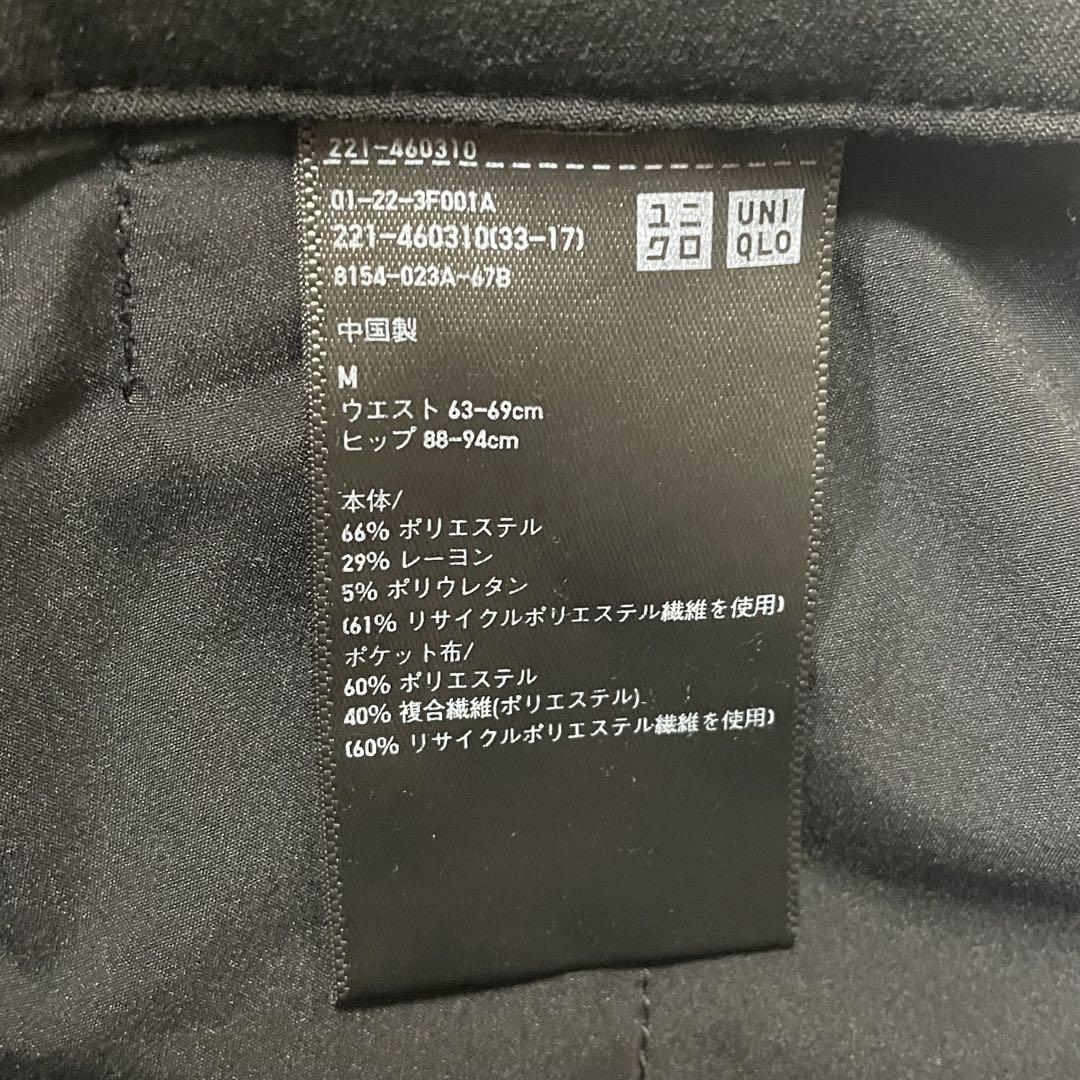 221-460310
01-22-3F001A
221-460310(33-17)
8154-023A-67B
ユニ
クロ
UNI
QLO
中国製
M
ウエスト 63-69cm
ヒップ 88-94cm
本体/
66% ポリエステル
29% レーヨン
5% ポリウレタン
(61% リサイクルポリエステル繊維を使用)
ポケット布/
60% ポリエステル
40% 複合繊維(ポリエステル)
(60% リサイクルポリエステル繊維を使用)